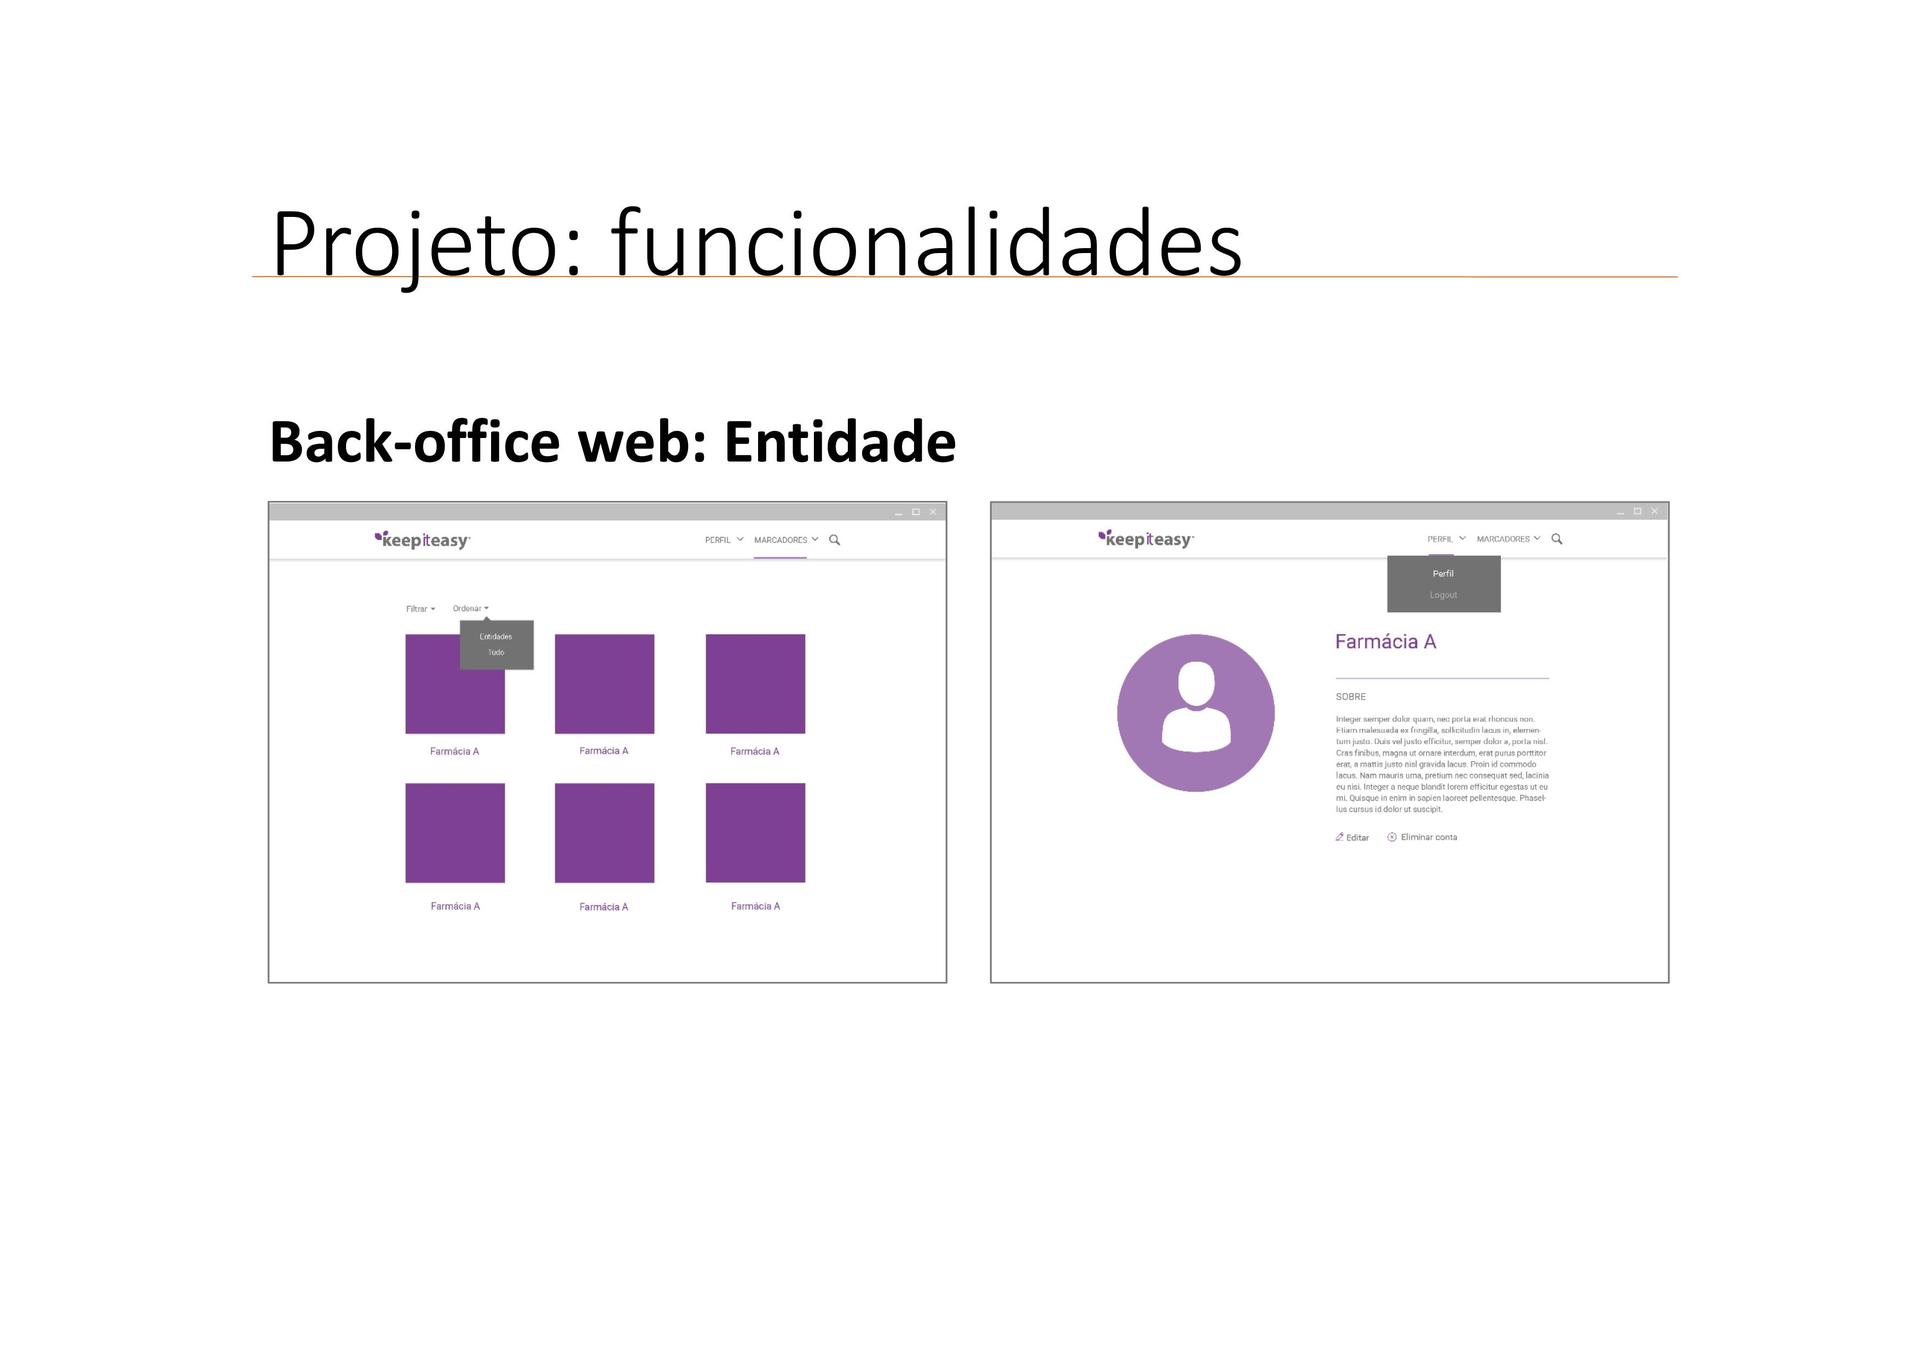 Projeto: funcionalidades
Back-office web: Entidade
keepiteasy
PERFIL
MARCADORES
Filtrar
Ordenar
Entidades
Tudo
Farmácia A
Farmácia A
Farmácia A
Farmácia A
Farmácia A
Farmácia A
keepiteasy
PERFIL
MARCADORES
Perfil
Logout
Farmácia A
SOBRE
Integer semper dolor quam, nec porta erat rhoncus non.
Etiam malesuada ex fringilla, sollicitudin lacus in, elemen-
tum justo. Duis vel justo efficitur, semper dolor a, porta nisl.
Cras finibus, magna ut ornare interdum, erat purus porttitor
erat, a mattis justo nisl gravida lacus. Proin id commodo
lacus. Nam mauris urna, pretium nec consequat sed, lacinia
eu nisi. Integer a neque blandit lorem efficitur egestas ut eu
mi. Quisque in enim in sapien laoreet pellentesque. Phasel-
lus cursus id dolor ut suscipit.
Editar
Eliminar conta